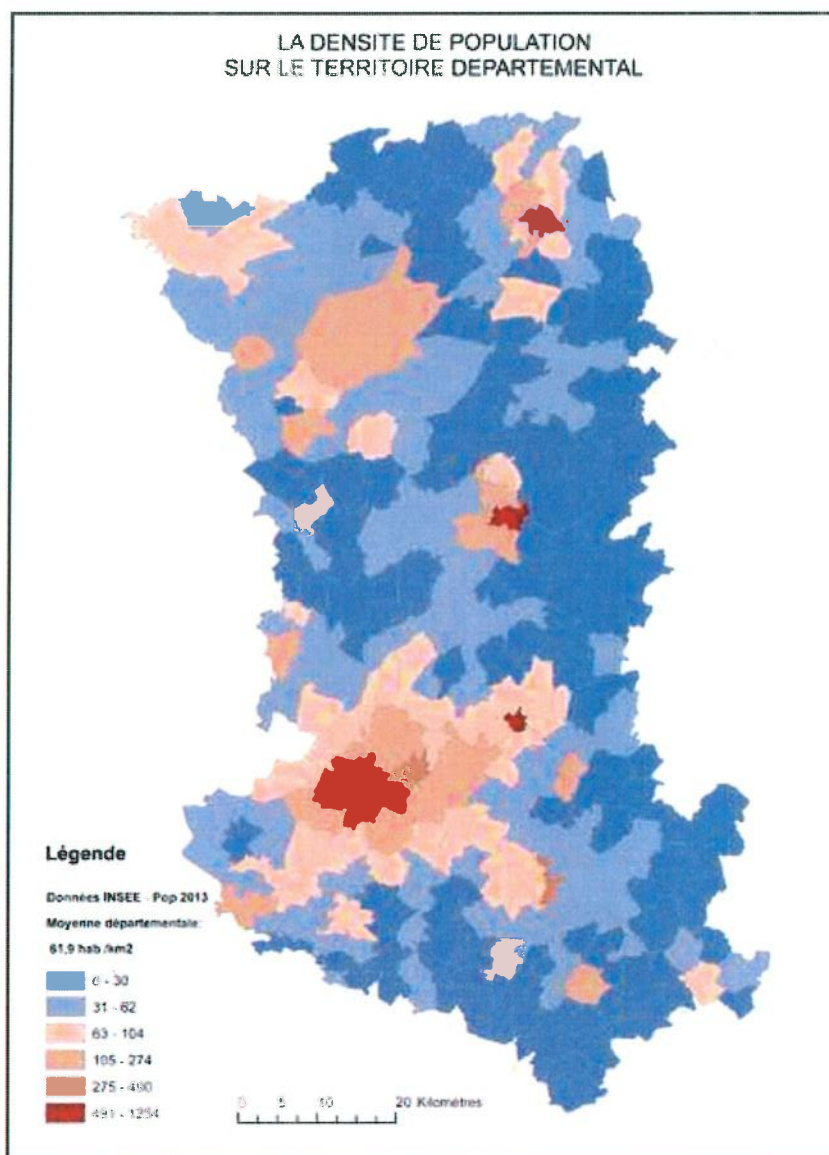 LA DENSITE DE POPULATION
SUR LE TERRITOIRE DEPARTEMENTAL
Légende
Données INSEE - Pop 2013
Moyenne départementale:
61,9 hab /km2
6 - 30
31 - 62
63 - 104
105 - 274
275 - 490
491 - 1254
0 5 10 20 Kilomètres